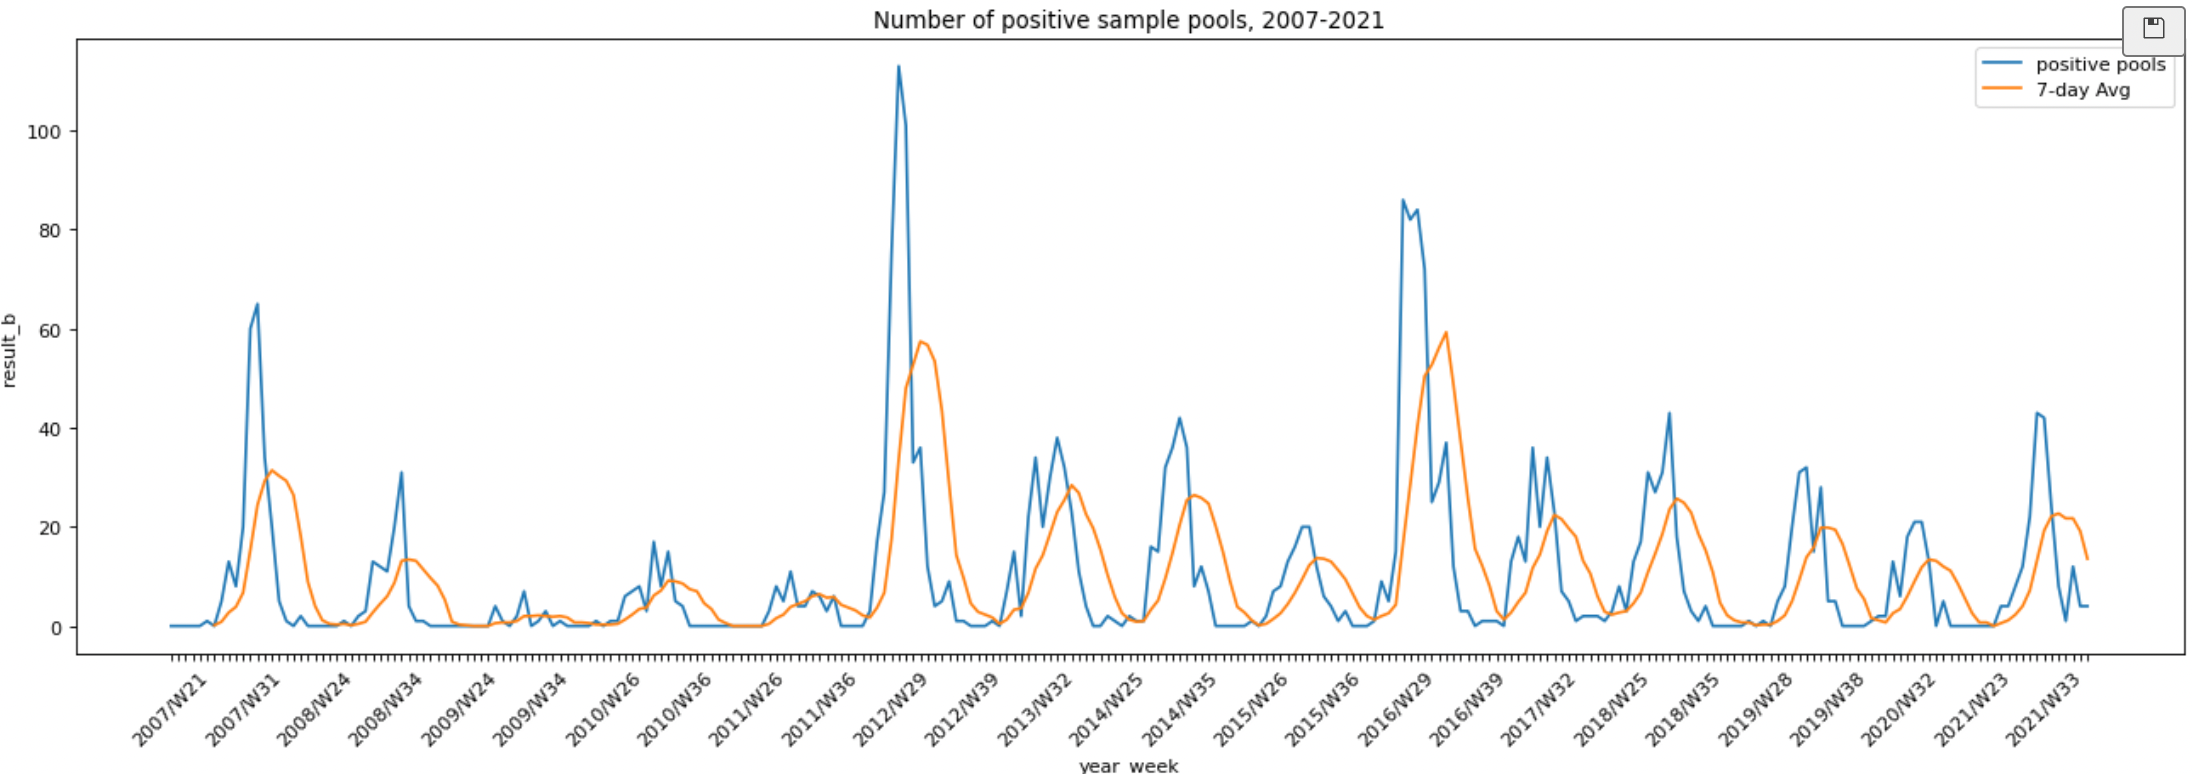 Number of positive sample pools, 2007-2021
positive pools
7-day Avg
result_b
100
80
60
40
20
0
2007/W21
2007/W31
2008/W24
2008/W34
2009/W24
2009/W34
2010/W26
2010/W36
2011/W26
2011/W36
2012/W29
2012/W39
2013/W32
2014/W25
2014/W35
2015/W26
2015/W36
2016/W29
2016/W39
2017/W32
2018/W25
2018/W35
2019/W28
2019/W38
2020/W32
2021/W23
2021/W33
year_week